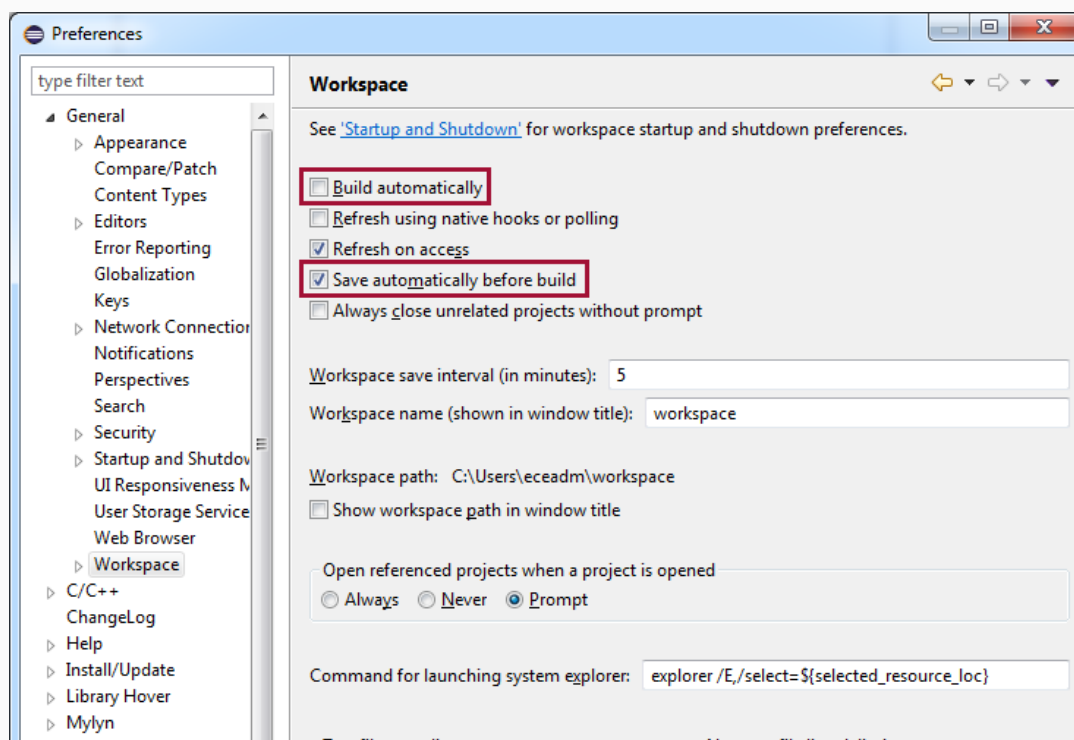 Preferences
type filter text
General
Appearance
Compare/Patch
Content Types
Editors
Error Reporting
Globalization
Keys
Network Connection
Notifications
Perspectives
Search
Security
Startup and Shutdov
UI Responsiveness
User Storage Service
Web Browser
Workspace
C/C++
ChangeLog
Help
Install/Update
Library Hover
Mylyn
Workspace
See 'Startup and Shutdown' for workspace startup and shutdown preferences.
Build automatically
Refresh using native hooks or polling
Refresh on access
Save automatically before build
Always close unrelated projects without prompt
Workspace save interval (in minutes): 5
Workspace name (shown in window title): workspace
Workspace path: C:\Users\eceadm\workspace
Show workspace path in window title
Open referenced projects when a project is opened
Always Never Prompt
Command for launching system explorer: explorer /E,/select=${selected_resource_loc}